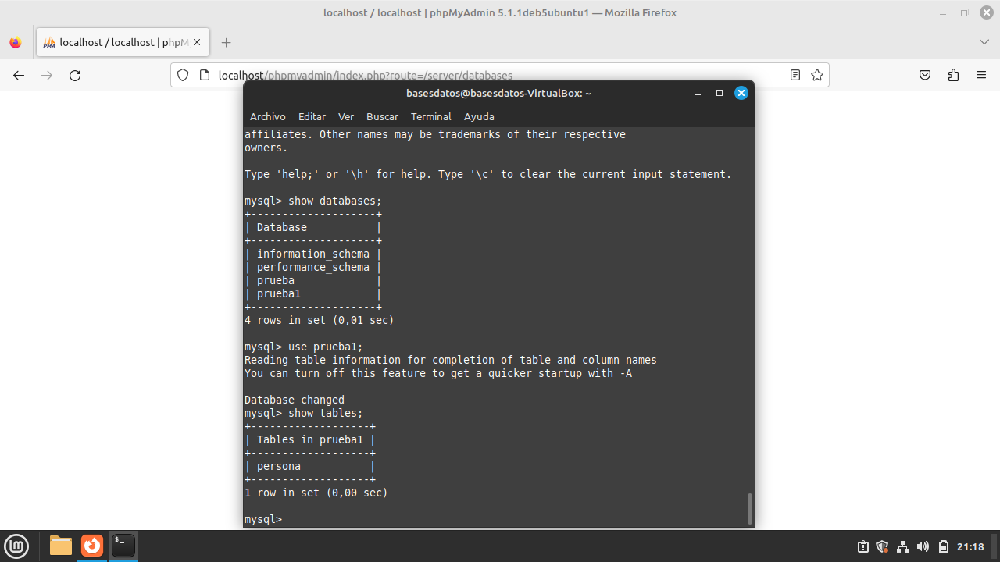 localhost / localhost | phpMyAdmin 5.1.1deb5ubuntu1 — Mozilla Firefox
PMA localhost / localhost | phpM
localhost/phpmyadmin/index.php?route=/server/databases
basesdatos@basesdatos-VirtualBox: ~
Archivo Editar Ver Buscar Terminal Ayuda
affiliates. Other names may be trademarks of their respective
owners.
Type 'help;' or '\h' for help. Type '\c' to clear the current input statement.
mysql> show databases;
+--------------------+
| Database           |
+--------------------+
| information_schema |
| performance_schema |
| prueba             |
| prueba1            |
+--------------------+
4 rows in set (0,01 sec)
mysql> use prueba1;
Reading table information for completion of table and column names
You can turn off this feature to get a quicker startup with -A
Database changed
mysql> show tables;
+-------------------+
| Tables_in_prueba1 |
+-------------------+
| persona           |
+-------------------+
1 row in set (0,00 sec)
mysql>
$_
21:18